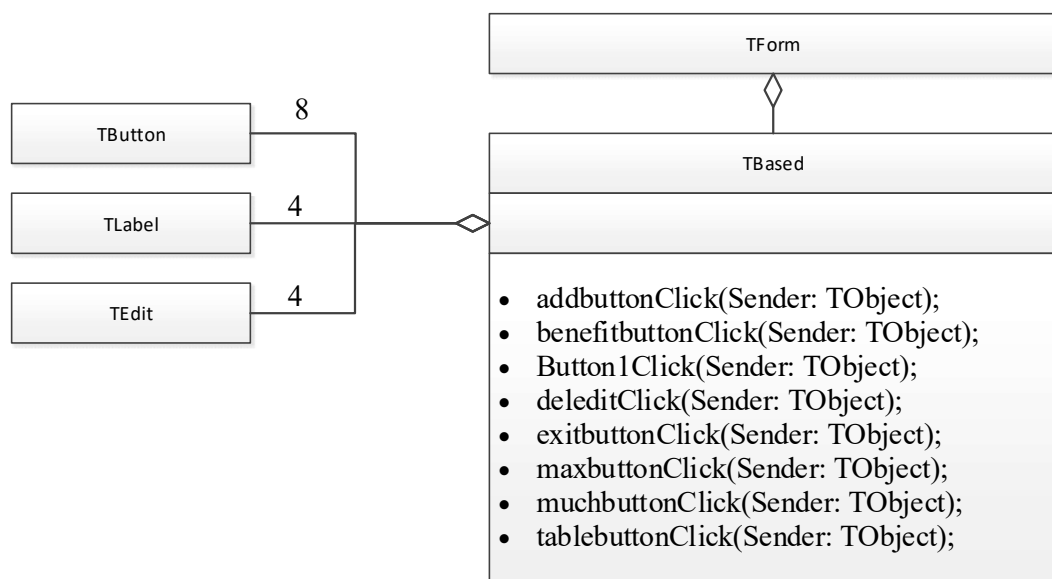 TForm
8
TButton
TBased
4
TLabel
4
TEdit
• addbuttonClick(Sender: TObject);
• benefitbuttonClick(Sender: TObject);
• Button1Click(Sender: TObject);
• deleditClick(Sender: TObject);
• exitbuttonClick(Sender: TObject);
• maxbuttonClick(Sender: TObject);
• muchbuttonClick(Sender: TObject);
• tablebuttonClick(Sender: TObject);